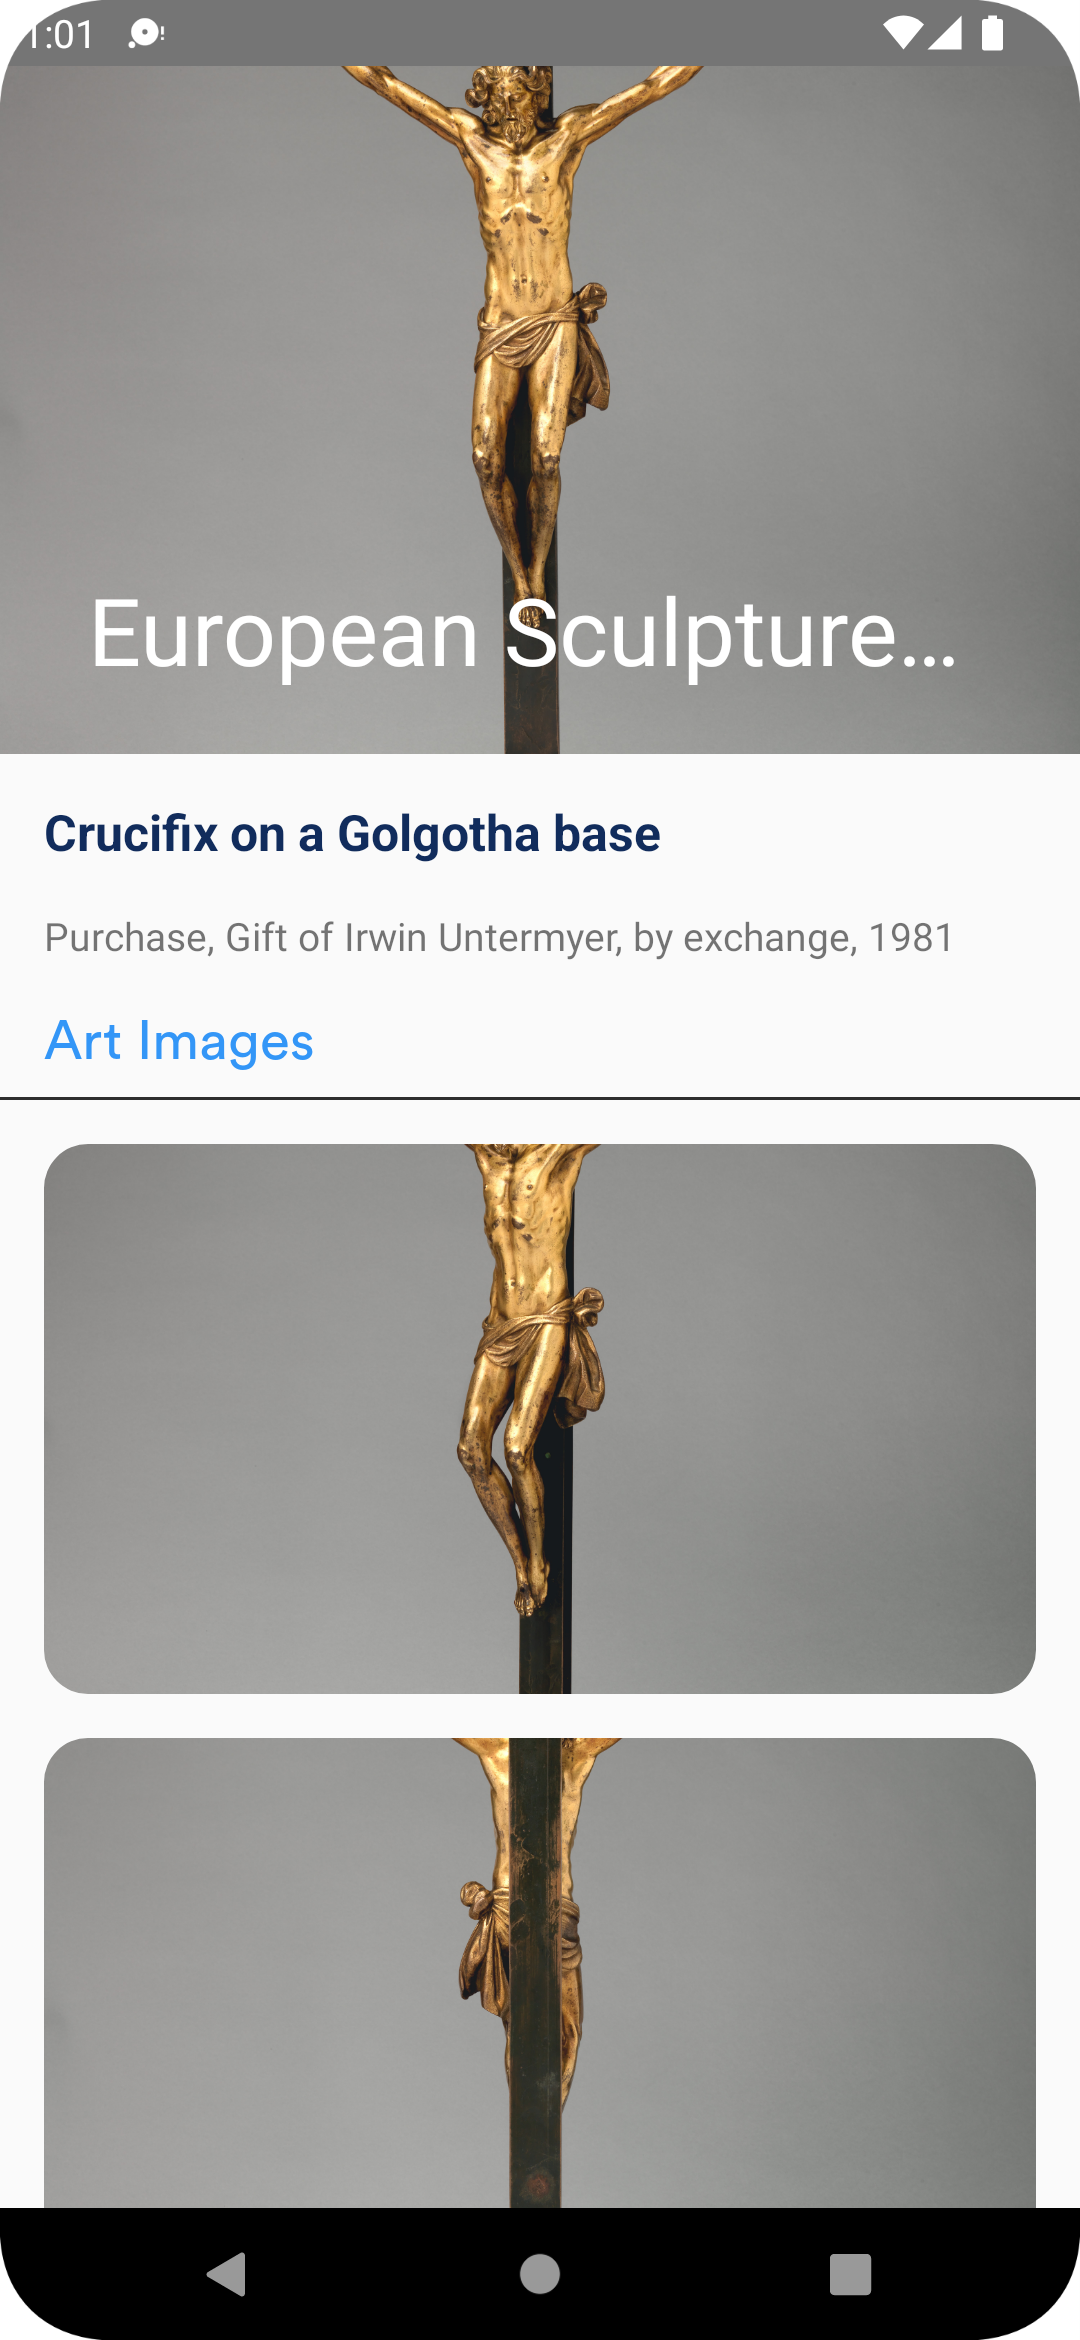 1:01
European Sculpture...
Crucifix on a Golgotha base
Purchase, Gift of Irwin Untermyer, by exchange, 1981
Art Images